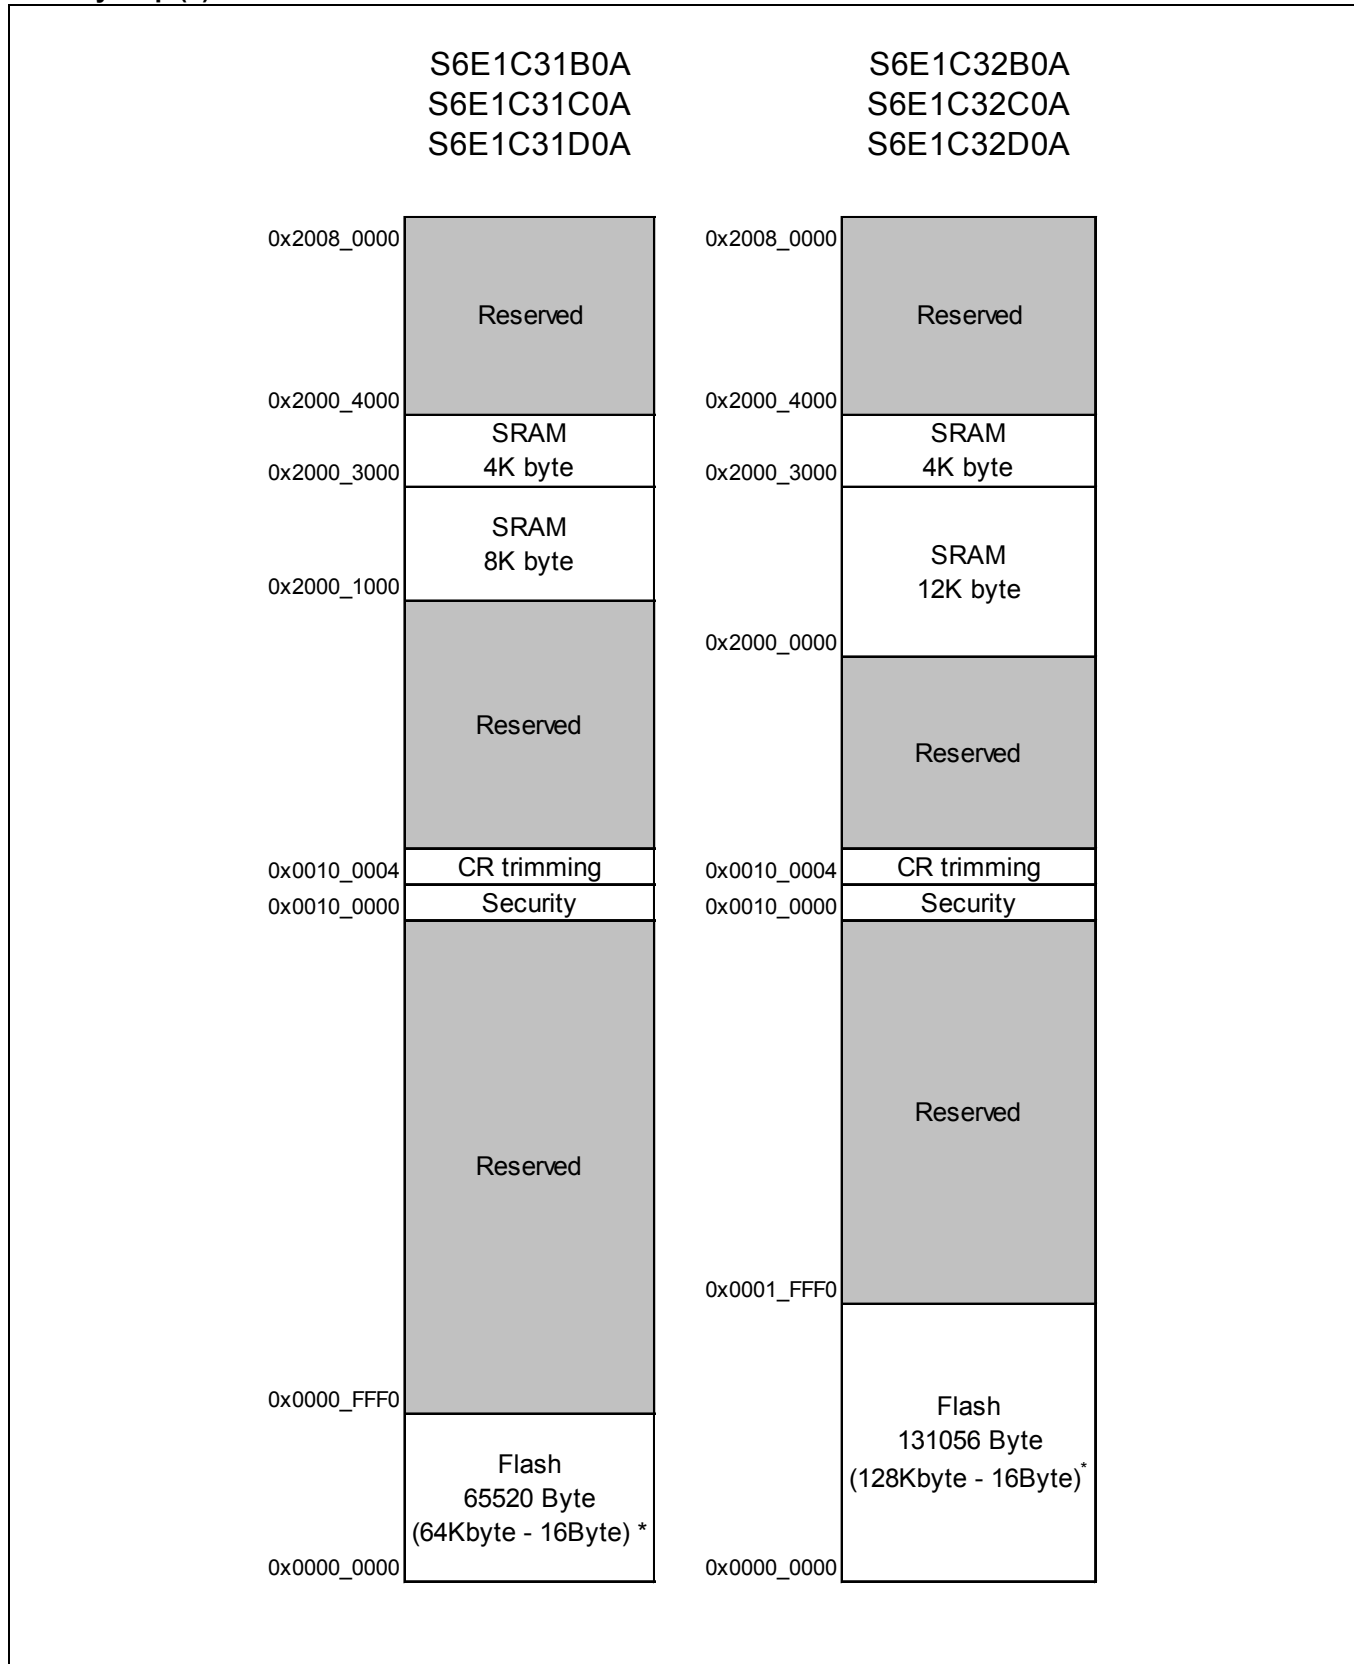 S6E1C31B0A
S6E1C31C0A
S6E1C31D0A
0x2008_0000
Reserved
0x2000_4000
SRAM
4K byte
0x2000_3000
SRAM
8K byte
0x2000_1000
Reserved
0x0010_0004
CR trimming
0x0010_0000
Security
Reserved
0x0000_FFF0
Flash
65520 Byte
(64Kbyte - 16Byte) *
0x0000_0000
S6E1C32B0A
S6E1C32C0A
S6E1C32D0A
0x2008_0000
Reserved
0x2000_4000
SRAM
4K byte
0x2000_3000
SRAM
12K byte
0x2000_0000
Reserved
0x0010_0004
CR trimming
0x0010_0000
Security
Reserved
0x0001_FFF0
Flash
131056 Byte
(128Kbyte - 16Byte)*
0x0000_0000